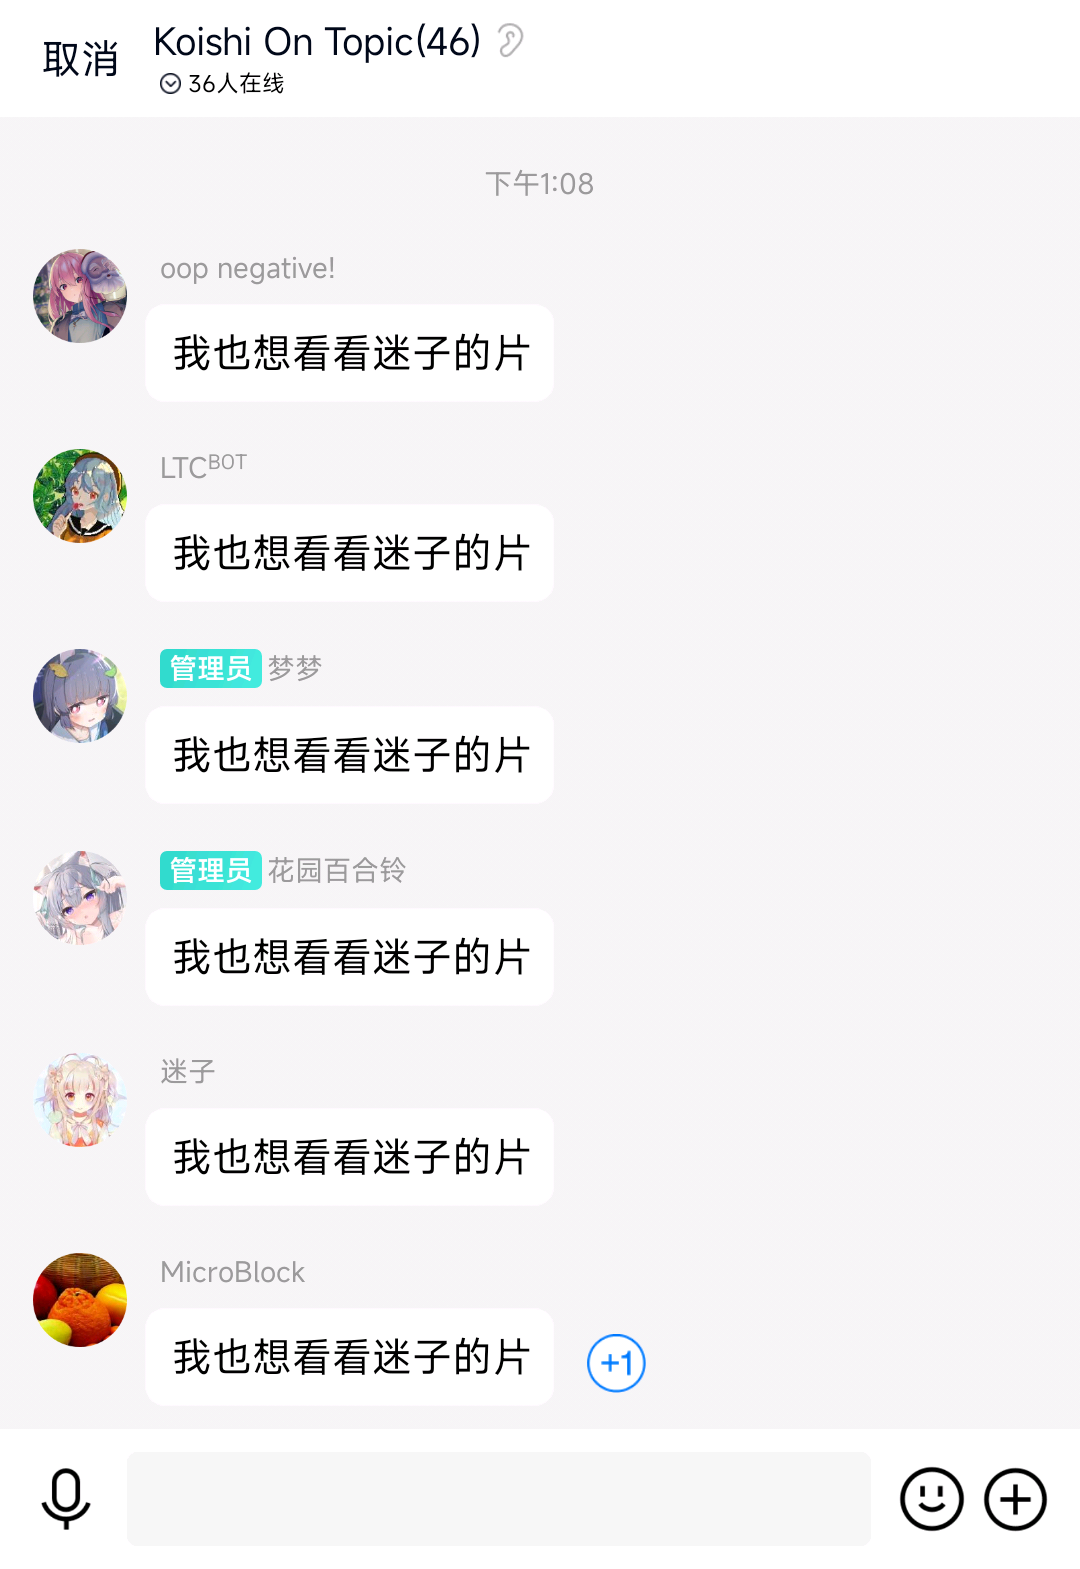 取消
Koishi On Topic(46)
36人在线
下午1:08
oop negative!
我也想看看迷子的片
LTCᴮᴼᵀ
我也想看看迷子的片
管理员 梦梦
我也想看看迷子的片
管理员 花园百合铃
我也想看看迷子的片
迷子
我也想看看迷子的片
MicroBlock
我也想看看迷子的片
+1